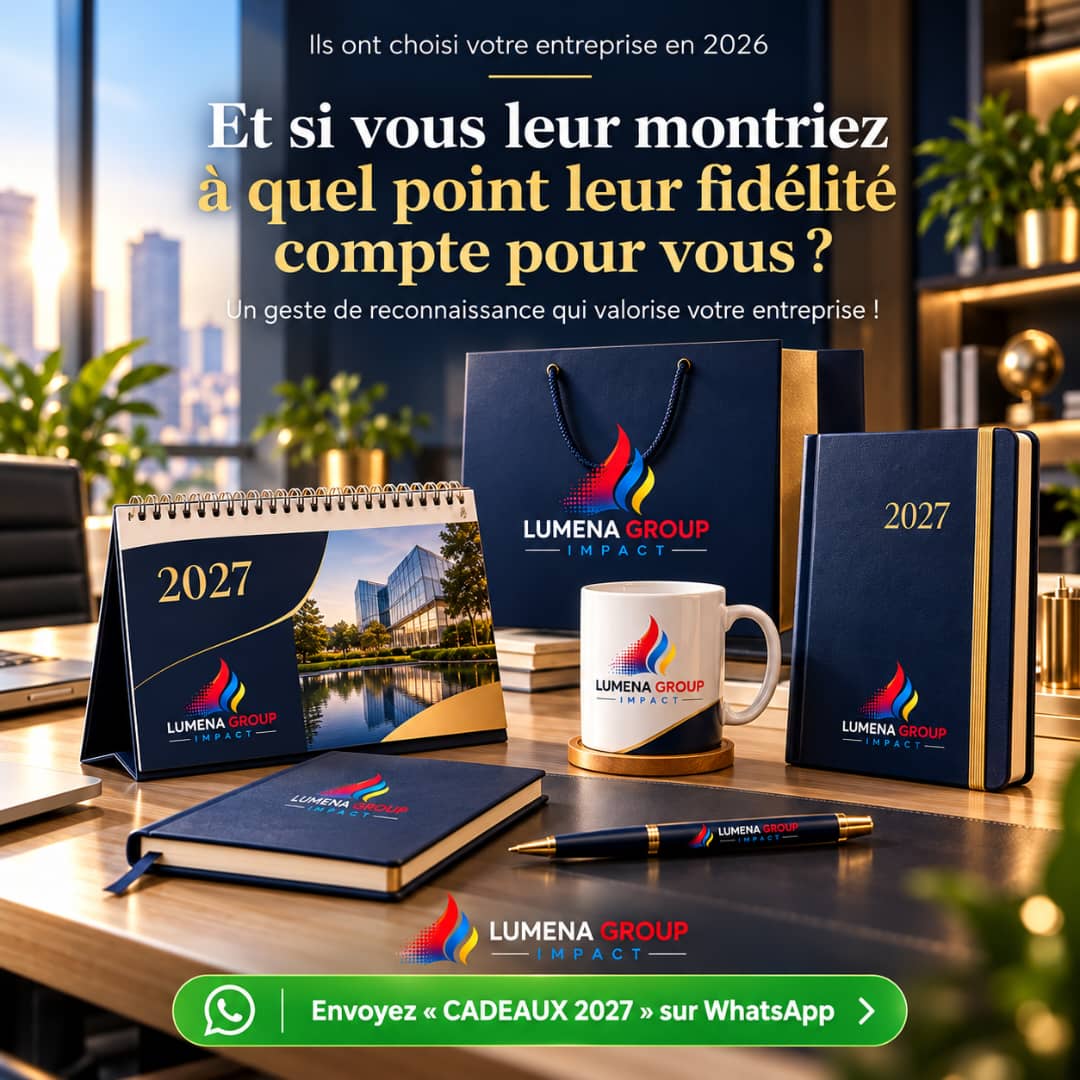 Ils ont choisi votre entreprise en 2026
Et si vous leur montriez
à quel point leur fidélité
compte pour vous ?
Un geste de reconnaissance qui valorise votre entreprise !
LUMENA GROUP
IMPACT
2027
2027
LUMENA GROUP
IMPACT
LUMENA GROUP
IMPACT
LUMENA GROUP
IMPACT
LUMENA GROUP
IMPACT
LUMENA GROUP
IMPACT
LUMENA GROUP
IMPACT
Envoyez « CADEAUX 2027 » sur WhatsApp